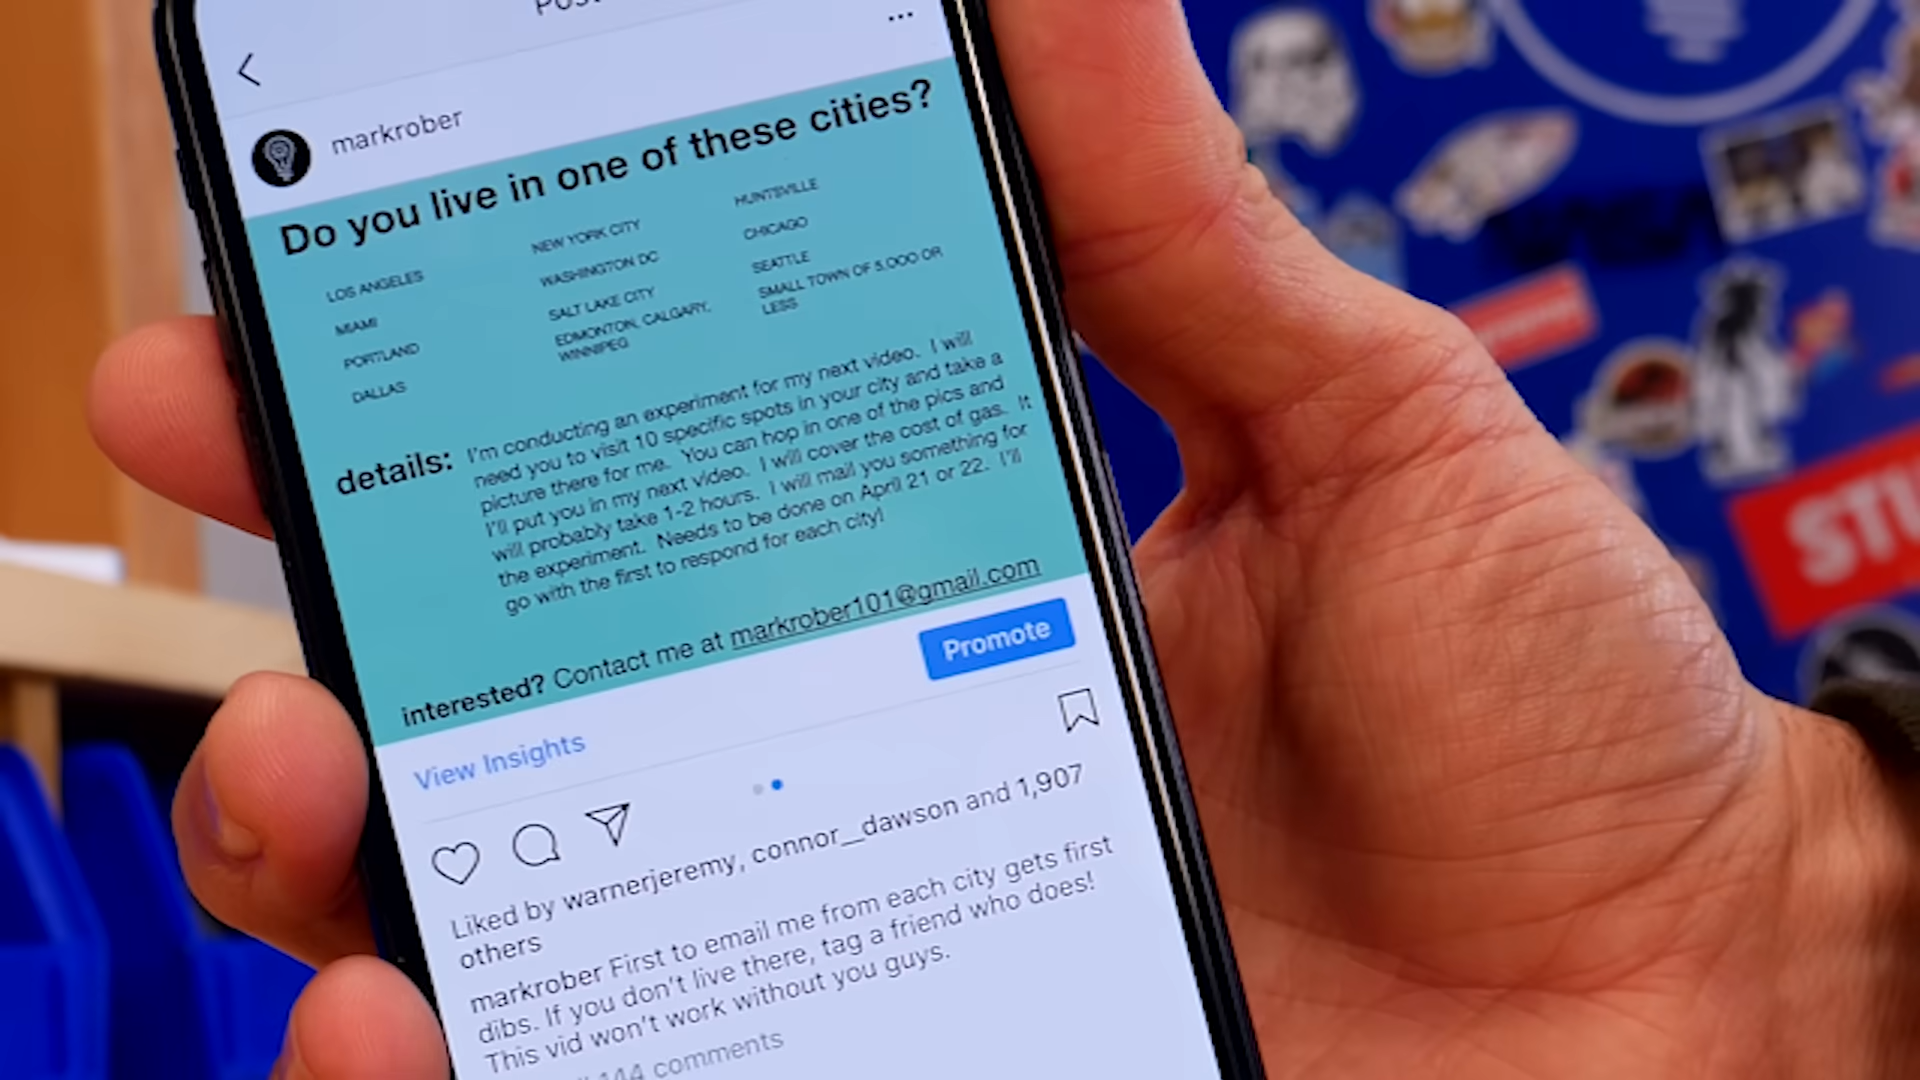 markrober
Do you live in one of these cities?
LOS ANGELES
MIAMI
PORTLAND
DALLAS
NEW YORK CITY
WASHINGTON DC
SALT LAKE CITY
EDMONTON, CALGARY,
WINNIPEG
HUNTSVILLE
CHICAGO
SEATTLE
SMALL TOWN OF 5,000 OR
LESS
details:
I'm conducting an experiment for my next video. I will
need you to visit 10 specific spots in your city and take a
picture there for me. You can hop in one of the pics and
I'll put you in my next video. I will cover the cost of gas. It
will probably take 1-2 hours. I will mail you something for
the experiment. Needs to be done on April 21 or 22. I'll
go with the first to respond for each city!
interested? Contact me at markrober101@gmail.com
Promote
View Insights
Liked by warnerjeremy, connor__dawson and 1,907
others
markrober First to email me from each city gets first
dibs. If you don't live there, tag a friend who does!
This vid won't work without you guys.
144 comments